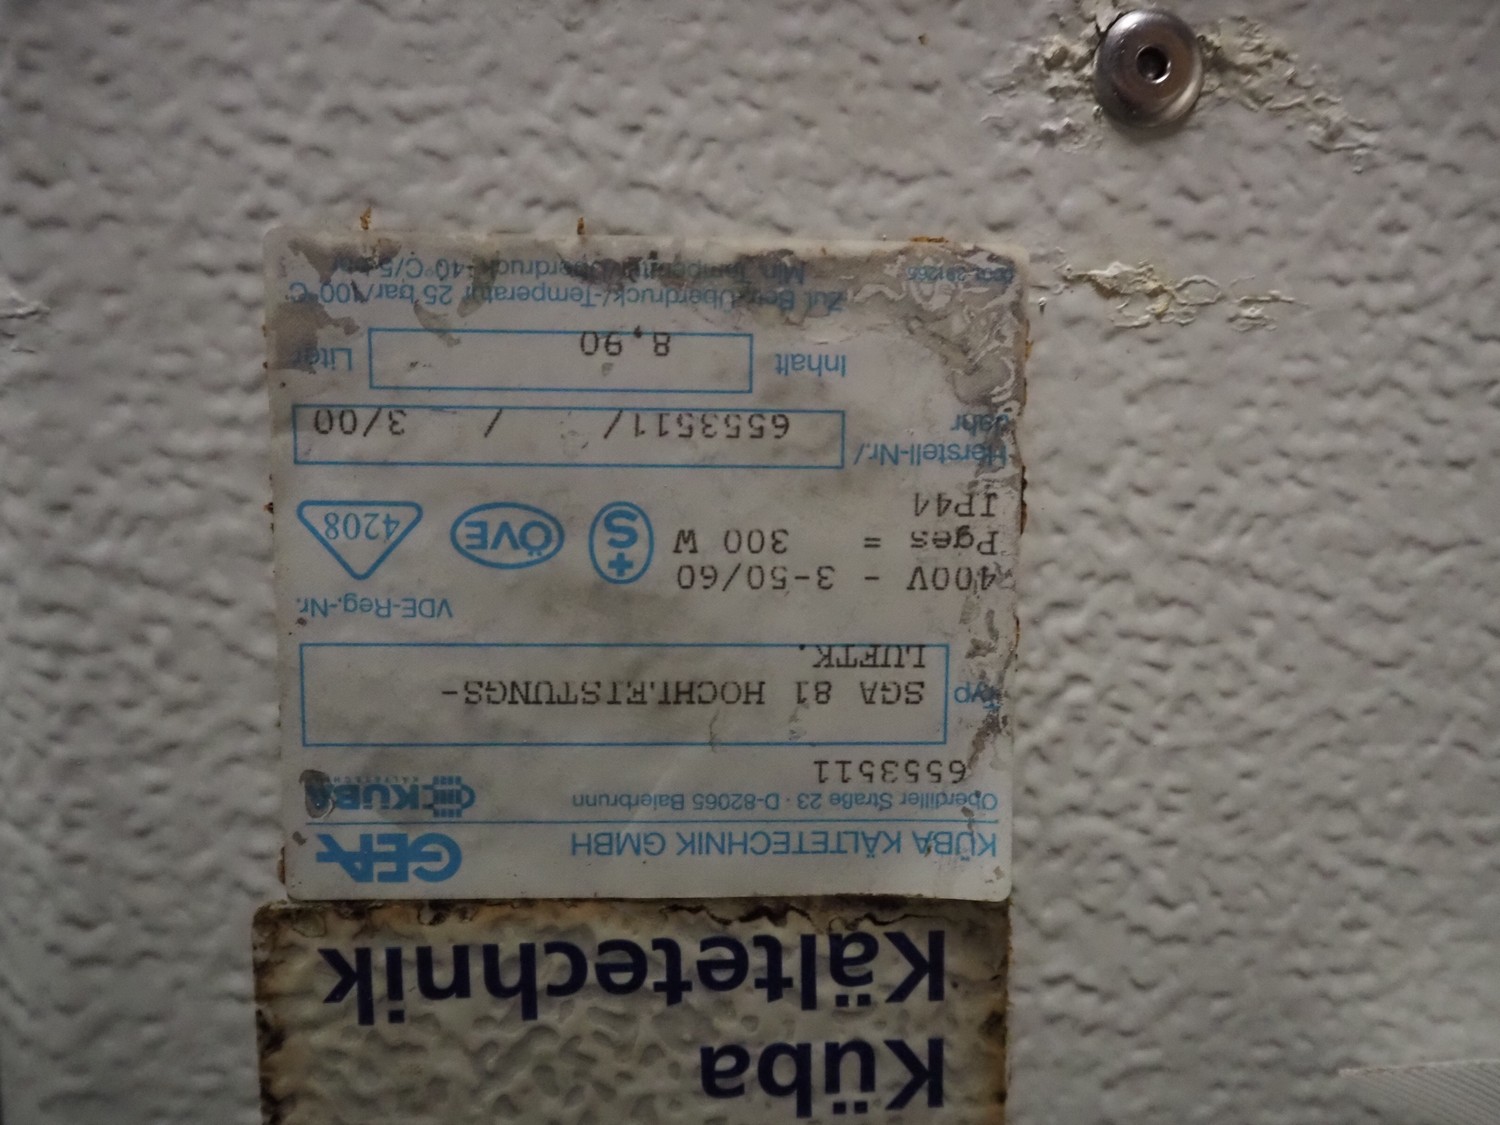 Küba
Kältetechnik
KÜBA KÄLTETECHNIK GMBH GEA
Oberdiller Straße 23 · D-82065 Baierbrunn KÜBA
KÄLTETECHNIK
6553511
Typ SGA 81 HOCHLEISTUNGS-
LUFTK.
VDE-Reg.-Nr.
400V - 3-50/60
Pges = 300 W
IP44
+S ÖVE 4208
Herstell-Nr./
Jahr 6553511/ / 3/00
Inhalt 8,90 Liter
Zul. Betr. Überdruck/-Temperatur 25 bar/100°C
Min. Temperatur/Überdruck -40°C/5 bar